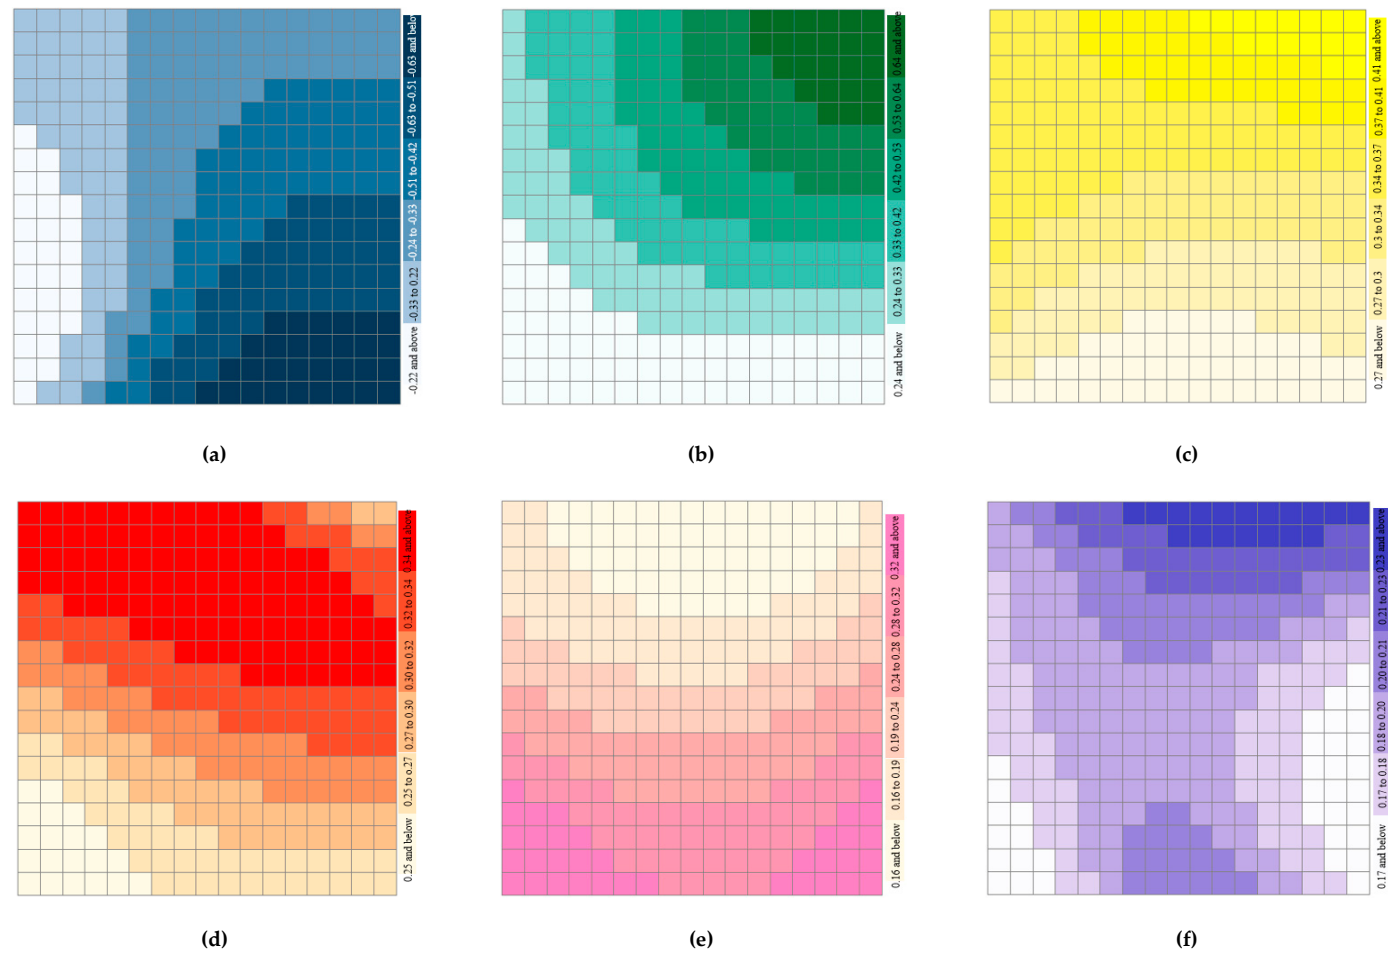 -0.63 and below
-0.63 to -0.51
-0.51 to -0.42
-0.24 to -0.33
-0.33 to 0.22
-0.22 and above
(a)
0.64 and above
0.53 to 0.64
0.42 to 0.53
0.33 to 0.42
0.24 to 0.33
0.24 and below
(b)
0.41 and above
0.37 to 0.41
0.34 to 0.37
0.3 to 0.34
0.27 to 0.3
0.27 and below
(c)
0.34 and above
0.32 to 0.34
0.30 to 0.32
0.27 to 0.30
0.25 to o.27
0.25 and below
(d)
0.32 and above
0.28 to 0.32
0.24 to 0.28
0.19 to 0.24
0.16 to 0.19
0.16 and below
(e)
0.23 and above
0.21 to 0.23
0.20 to 0.21
0.18 to 0.20
0.17 to 0.18
0.17 and below
(f)